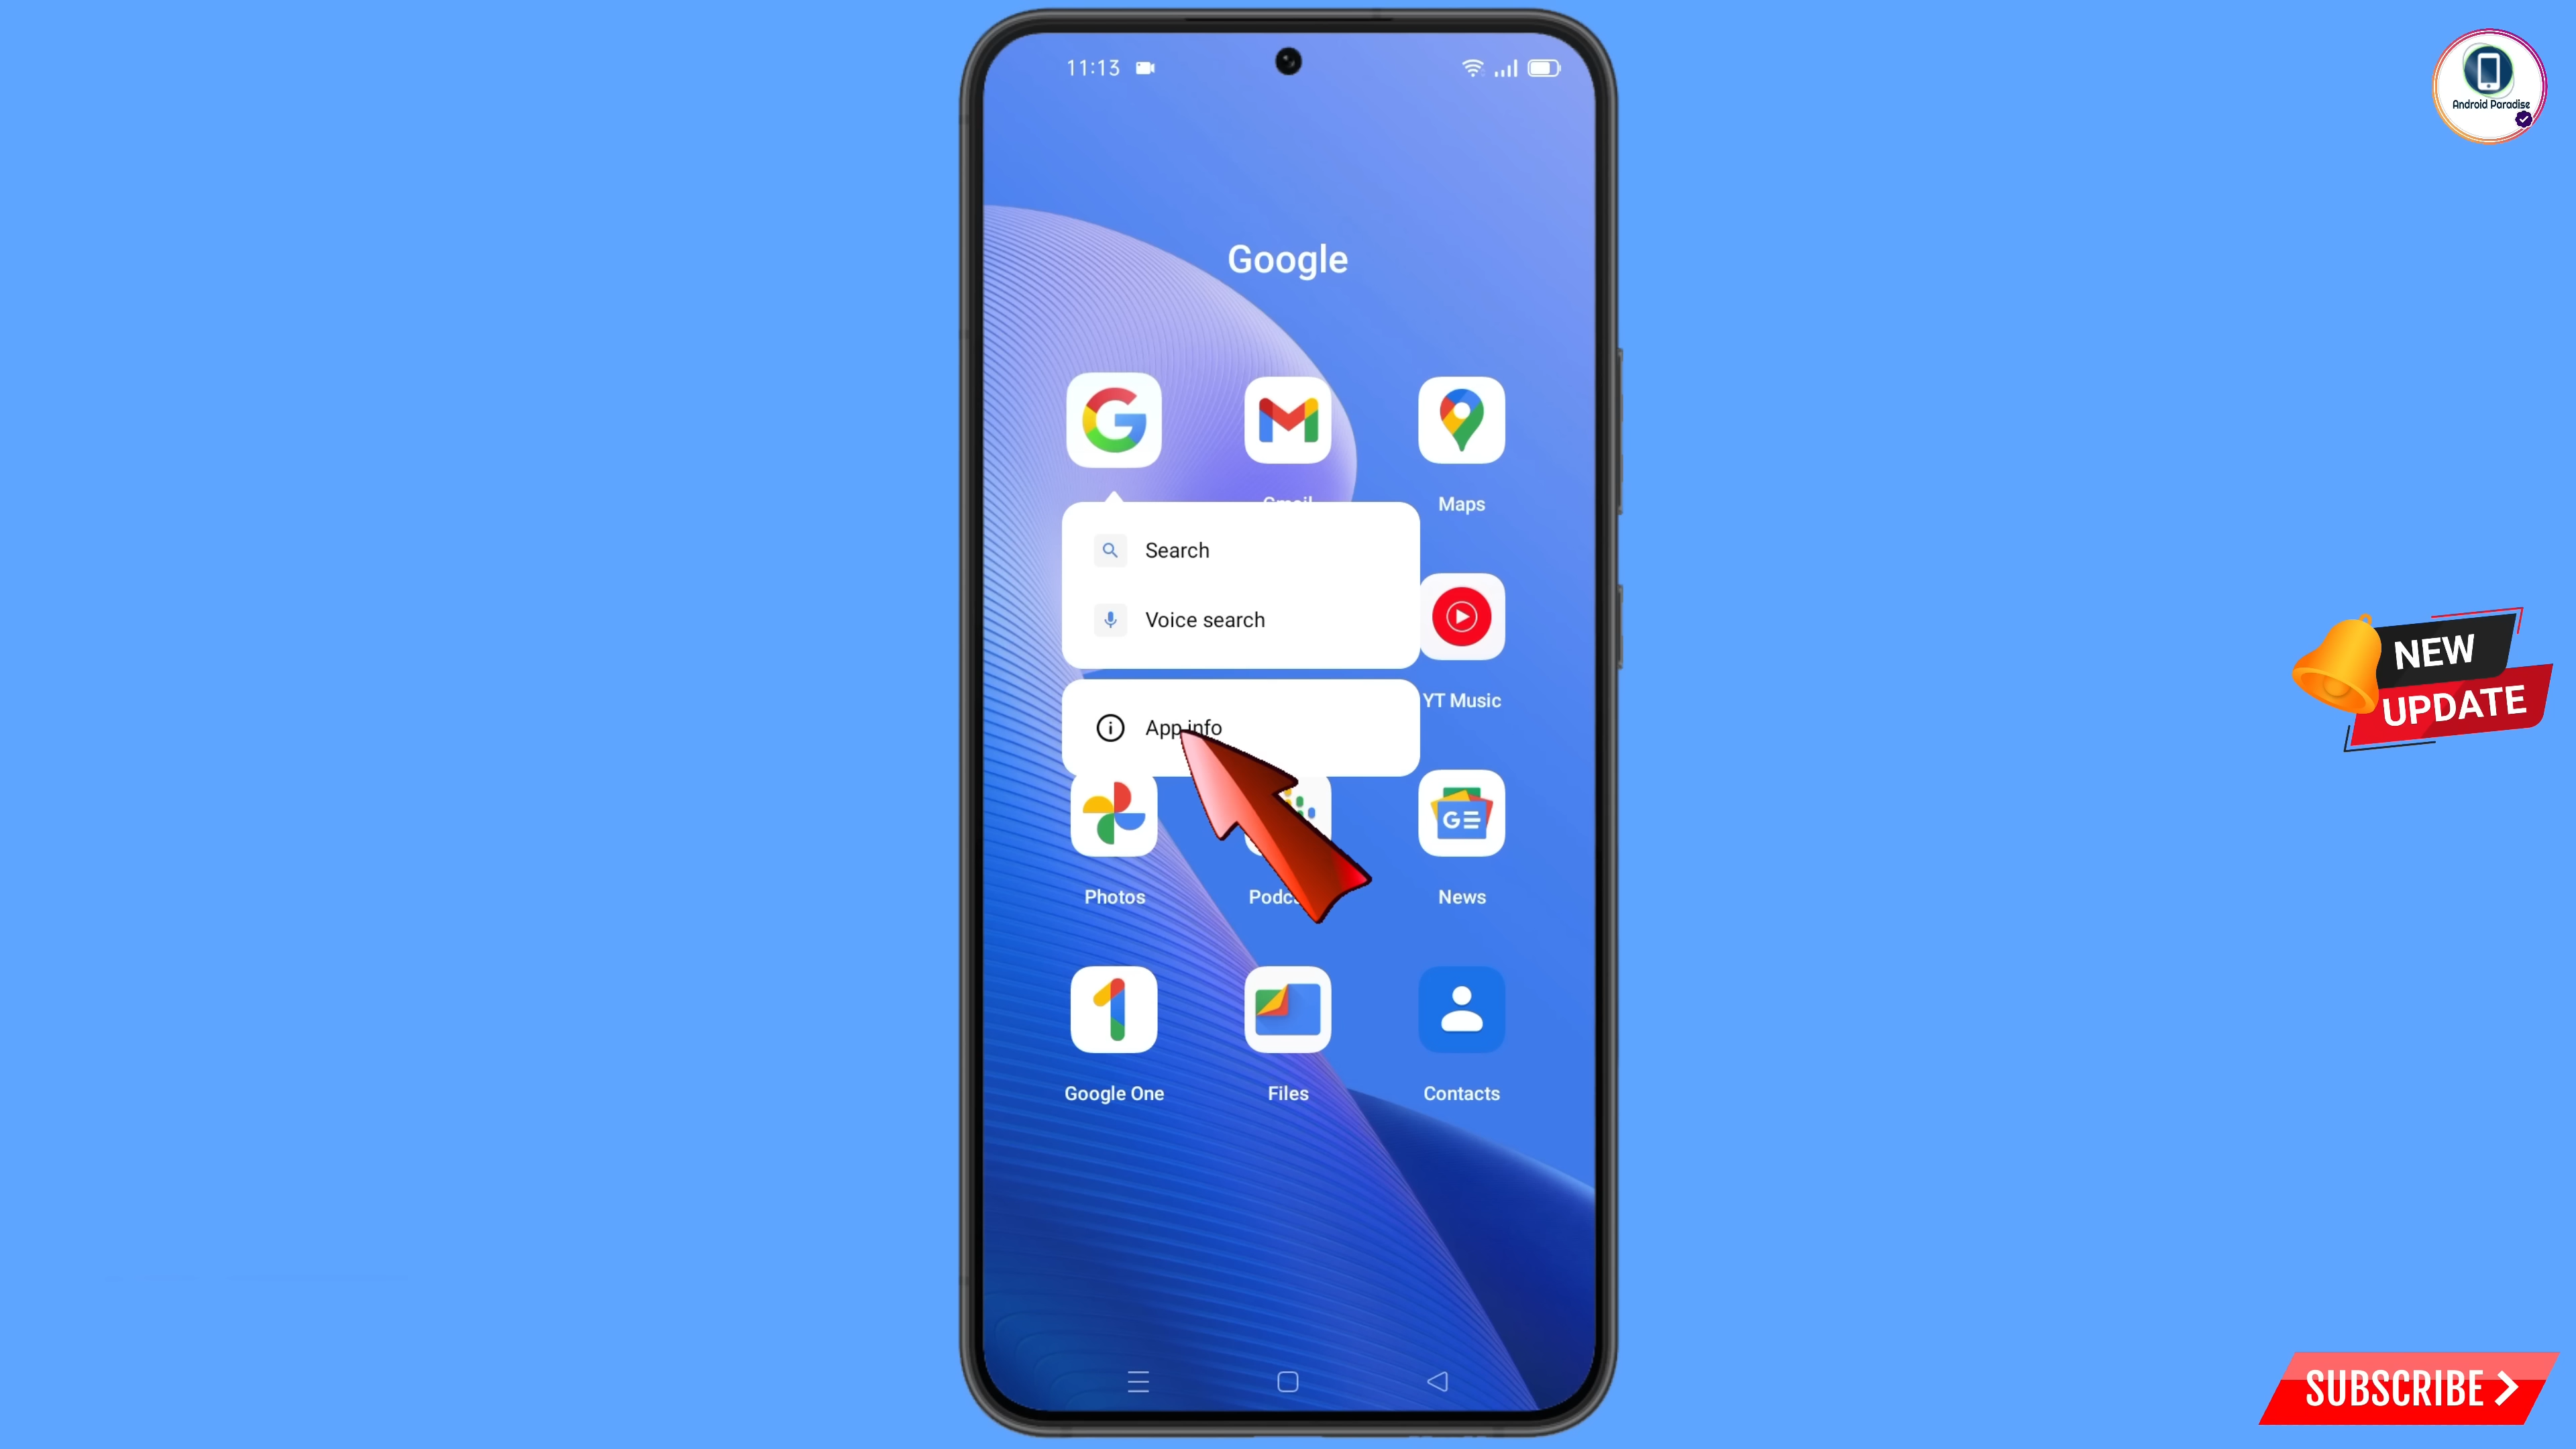 11:13
Android Paradise
Google
Maps
Search
Voice search
NEW
UPDATE
YT Music
App info
Photos
News
Google One
Files
Contacts
SUBSCRIBE